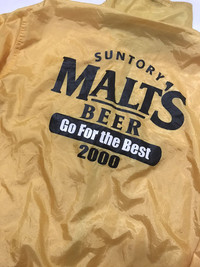 SUNTORY
MALT'S
BEER
Go For the Best
2000